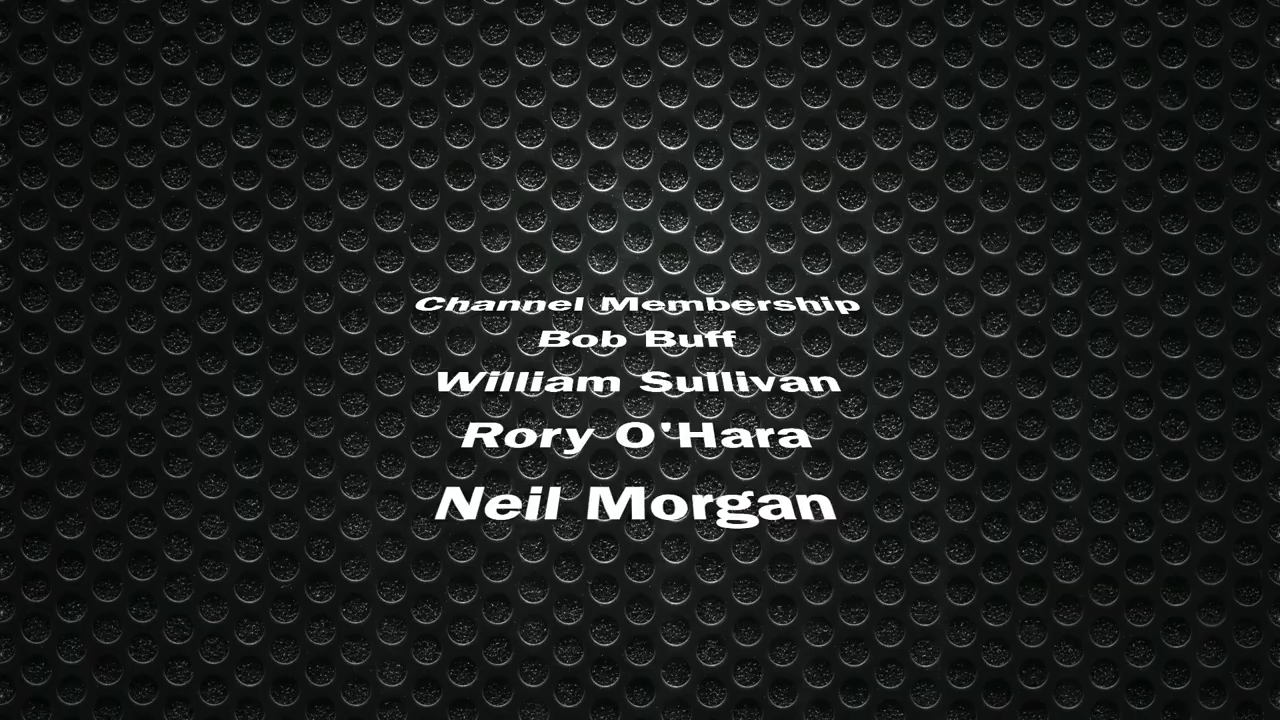 Channel Membership
Bob Buff
William Sullivan
Rory O'Hara
Neil Morgan